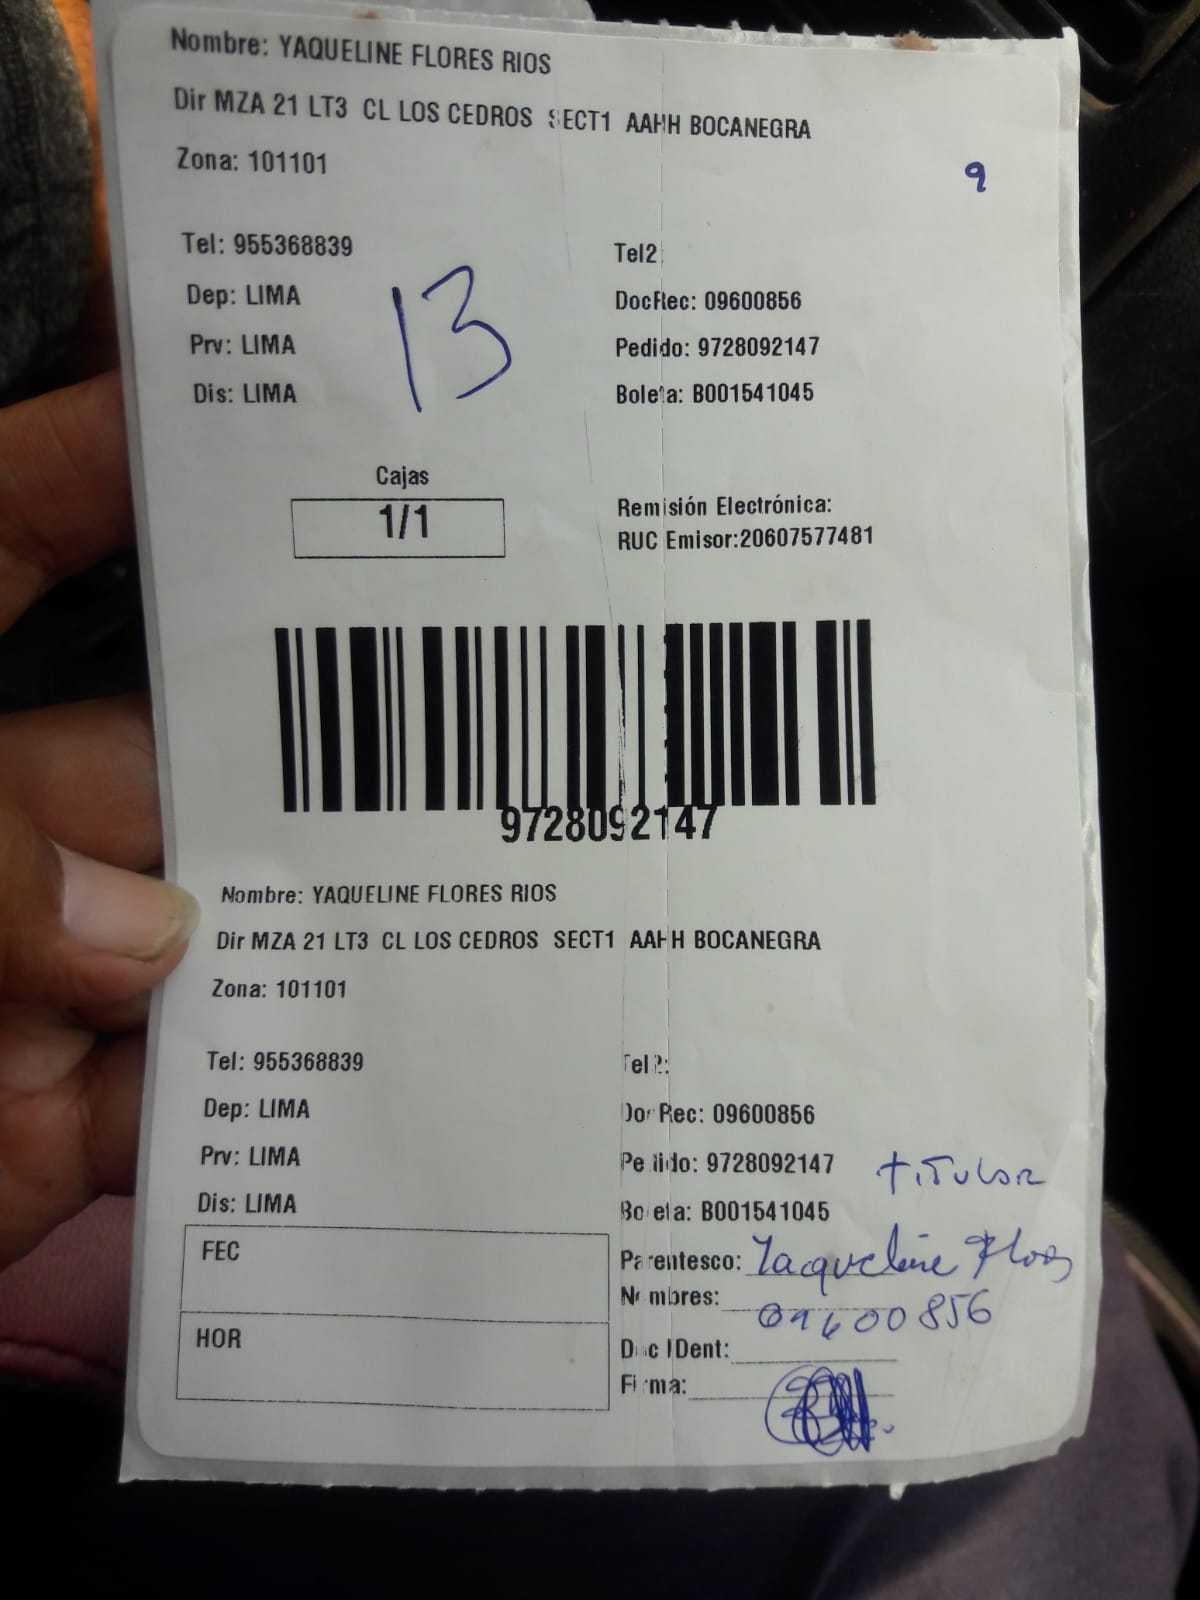 Nombre: YAQUELINE FLORES RIOS
Dir MZA 21 LT3 CL LOS CEDROS SECT1 AAHH BOCANEGRA
Zona: 101101
9
Tel: 955368839
Tel2:
Dep: LIMA
DocRec: 09600856
Prv: LIMA
Pedido: 9728092147
Dis: LIMA
Boleta: B001541045
13
Cajas
1/1
Remisión Electrónica:
RUC Emisor:20607577481
9728092147
Nombre: YAQUELINE FLORES RIOS
Dir MZA 21 LT3 CL LOS CEDROS SECT1 AAHH BOCANEGRA
Zona: 101101
Tel: 955368839
Tel2:
Dep: LIMA
DocRec: 09600856
Prv: LIMA
Pedido: 9728092147
TITULAR
Dis: LIMA
Boleta: B001541045
FEC
Parentesco: Yaqueline Flores
Nombres:
09600856
HOR
Doc IDent:
Firma: